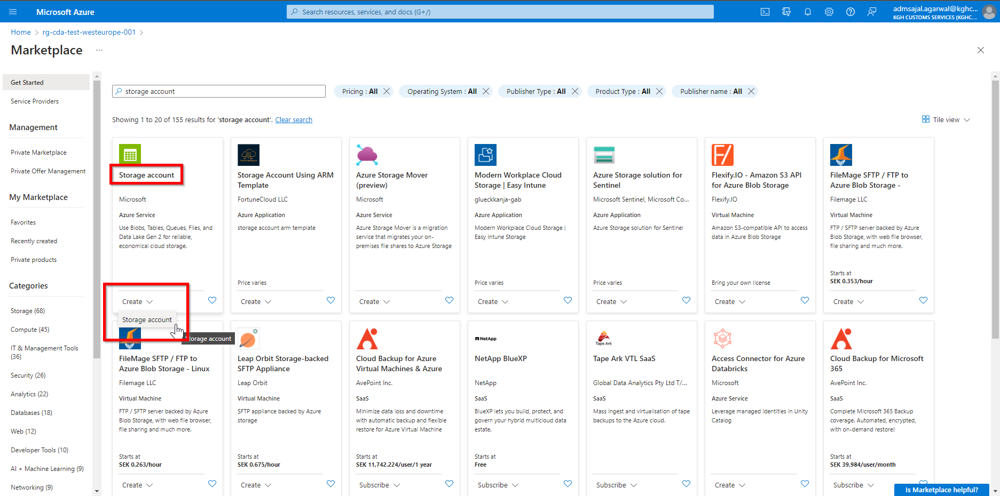 Microsoft Azure
Search resources, services, and docs (G+/)
admsajal.agarwal@kghc...
KGH CUSTOMS SERVICES (KGHC....
Home > rg-cda-test-westeurope-001 >
Marketplace ...
Get Started
Service Providers
Management
Private Marketplace
Private Offer Management
My Marketplace
Favorites
Recently created
Private products
Categories
Storage (68)
Compute (45)
IT & Management Tools
(36)
Security (26)
Analytics (22)
Databases (18)
Web (12)
Developer Tools (10)
AI + Machine Learning (9)
Networking (9)
storage account
Pricing : All
Operating System : All
Publisher Type : All
Product Type : All
Publisher name : All
Showing 1 to 20 of 155 results for 'storage account'. Clear search
Tile view
Storage account
Microsoft
Azure Service
Use Blobs, Tables, Queues, Files, and
Data Lake Gen 2 for reliable,
economical cloud storage.
Create
Storage account
Storage account
FortuneCloud
Storage Account Using ARM
Template
FortuneCloud LLC
Azure Application
storage account arm template
Price varies
Create
Azure Storage Mover
(preview)
Microsoft
Azure Service
Azure Storage Mover is a migration
service that migrates your on-
premises file shares to Azure Storage
Create
Modern Workplace Cloud
Storage | Easy Intune
glueckkanja-gab
Azure Application
Modern Workplace Cloud Storage |
Easy Intune Storage
Price varies
Create
Azure Storage solution for
Sentinel
Microsoft Sentinel, Microsoft Co...
Azure Application
Azure Storage solution for Sentinel
Price varies
Create
F/
Flexify.IO - Amazon S3 API
for Azure Blob Storage
Flexify.IO
Virtual Machine
Amazon S3-compatible API to access
data in Azure Blob Storage
Bring your own license
Create
FileMage SFTP / FTP to
Azure Blob Storage -
Filemage LLC
Virtual Machine
FTP / SFTP server backed by Azure
Blob Storage, with web file browser,
file sharing and much more.
Starts at
SEK 0.353/hour
Create
FileMage SFTP / FTP to
Azure Blob Storage - Linux
Filemage LLC
Virtual Machine
FTP / SFTP server backed by Azure
Blob Storage, with web file browser,
file sharing and much more.
Starts at
SEK 0.263/hour
Create
Leap Orbit Storage-backed
SFTP Appliance
Leap Orbit
Virtual Machine
SFTP appliance backed by Azure
storage
Starts at
SEK 0.675/hour
Create
Cloud Backup for Azure
Virtual Machines & Azure
AvePoint Inc.
SaaS
Minimize data loss and downtime
with automatic backup and flexible
restore for Azure Virtual Machine
Starts at
SEK 11,742.224/user/1 year
Subscribe
NetApp
NetApp BlueXP
NetApp
SaaS
BlueXP lets you build, protect, and
govern your hybrid multicloud data
estate.
Starts at
Free
Subscribe
Tape Ark
Tape Ark VTL SaaS
Global Data Analytics Pty Ltd T/...
SaaS
Mass ingest and virtualisation of tape
backups to the Azure cloud.
Subscribe
Access Connector for Azure
Databricks
Microsoft
Azure Service
Leverage managed identities in Unity
Catalog
Create
Cloud Backup for Microsoft
365
AvePoint Inc.
SaaS
Complete Microsoft 365 Backup
coverage. Automated, encrypted,
with on-demand restore!
Starts at
SEK 39.984/user/month
Subscribe
Is Marketplace helpful?